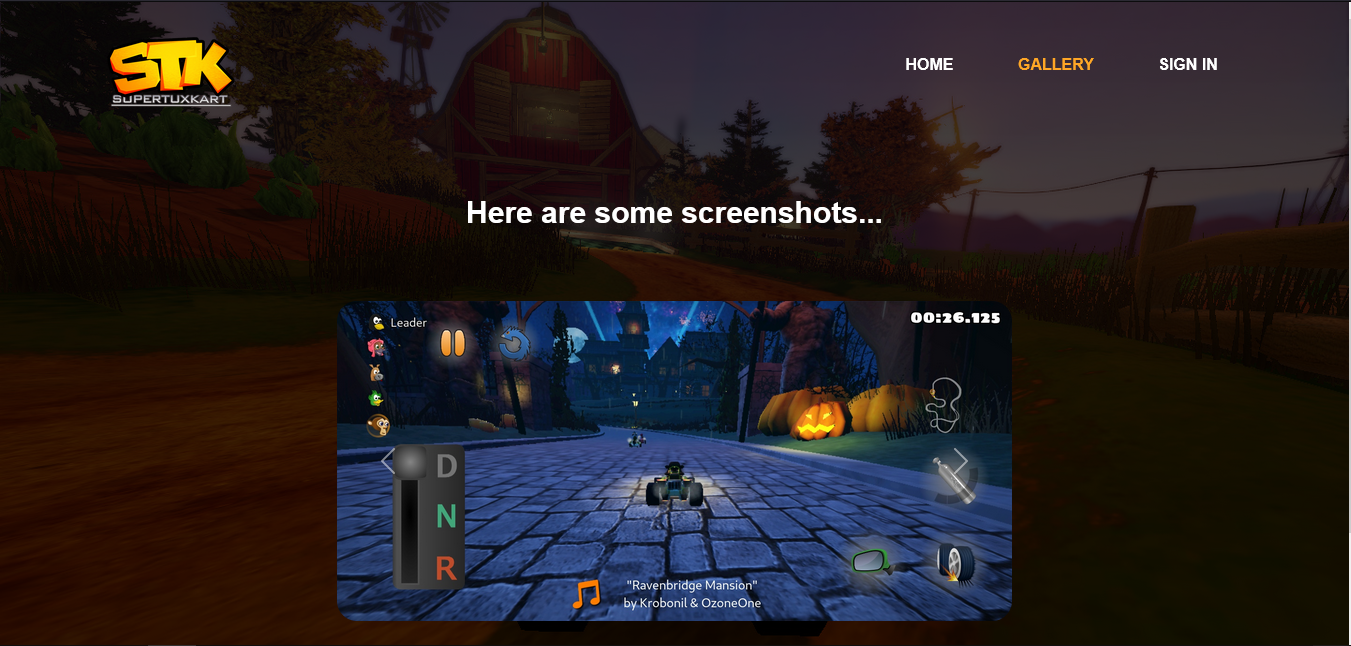 STK
SUPERTUXKART
HOME
GALLERY
SIGN IN
Here are some screenshots...
Leader
00:26.125
D
N
R
"Ravenbridge Mansion"
by Krobonil & OzoneOne